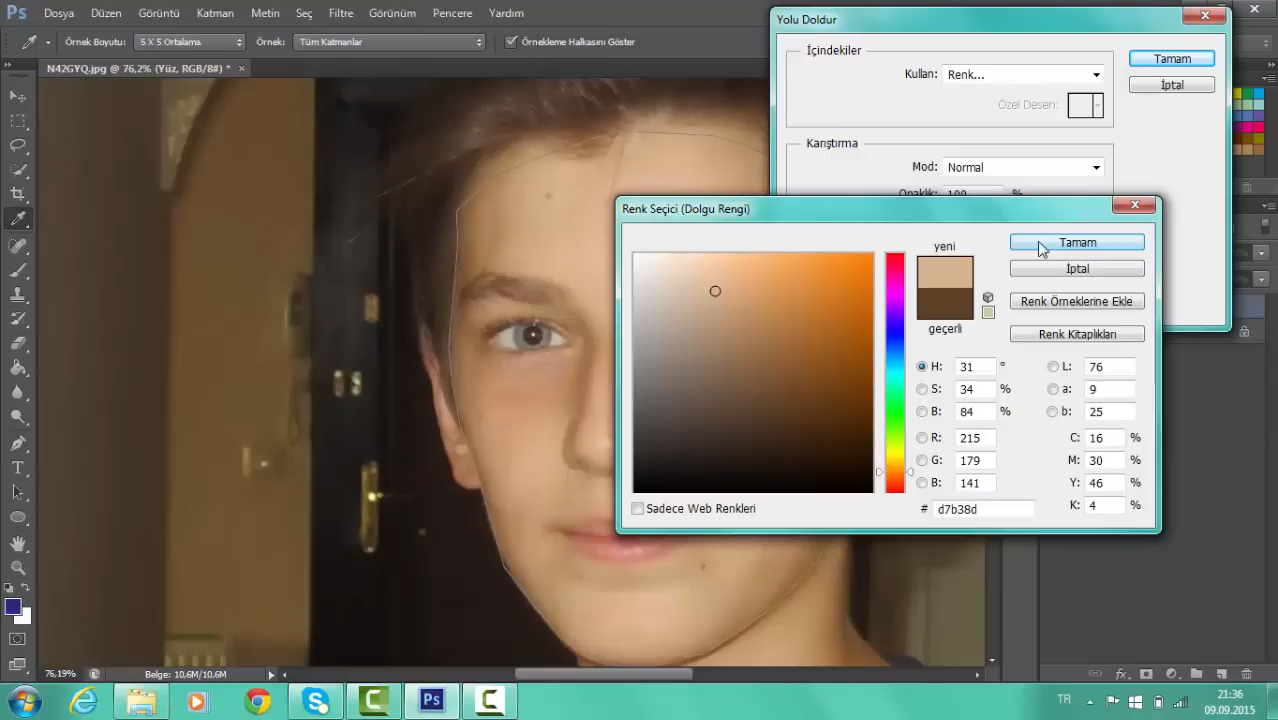 Ps Dosya Düzen Görüntü Katman Metin Seç Filtre Görünüm Pencere Yardım
Örnek Boyutu: 5 X 5 Ortalama Örnek: Tüm Katmanlar Örnekleme Halkasını Göster
N42GYQ.jpg @ 76,2% (Yüz, RGB/8#) * ×
Yolu Doldur
İçindekiler
Kullan: Renk...
Özel Desen:
Tamam
İptal
Karıştırma
Mod: Normal
Opaklık: 100 %
Renk Seçici (Dolgu Rengi)
yeni
geçerli
Tamam
İptal
Renk Örneklerine Ekle
Renk Kitaplıkları
H: 31 ° L: 76
S: 34 % a: 9
B: 84 % b: 25
R: 215 C: 16 %
G: 179 M: 30 %
B: 141 Y: 46 %
# d7b38d K: 4 %
Sadece Web Renkleri
76,19% Belge: 10,6M/10,6M
TR 21:36
09.09.2015